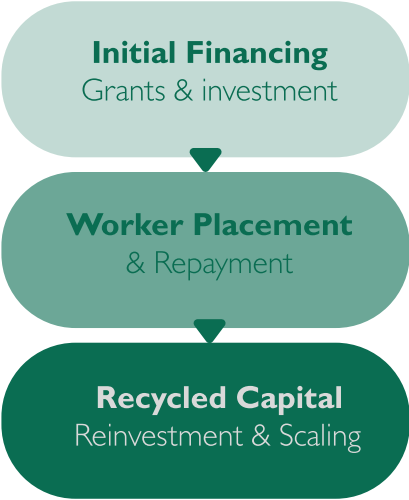 Initial Financing
Grants & investment
Worker Placement
& Repayment
Recycled Capital
Reinvestment & Scaling